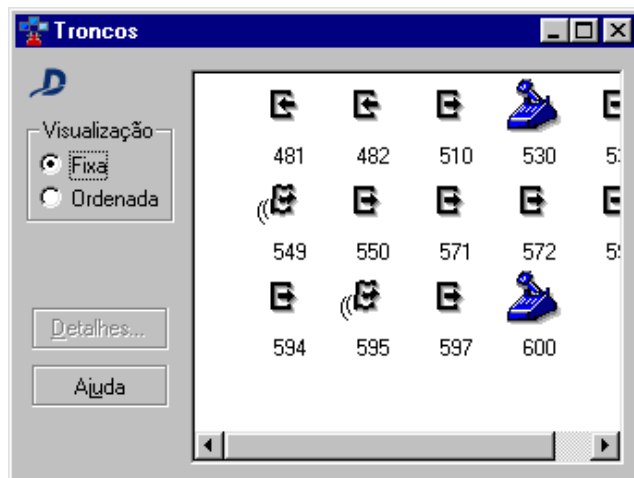 Troncos
Visualização
Fixa
Ordenada
Detalhes...
Ajuda
481 482 510 530
549 550 571 572
594 595 597 600